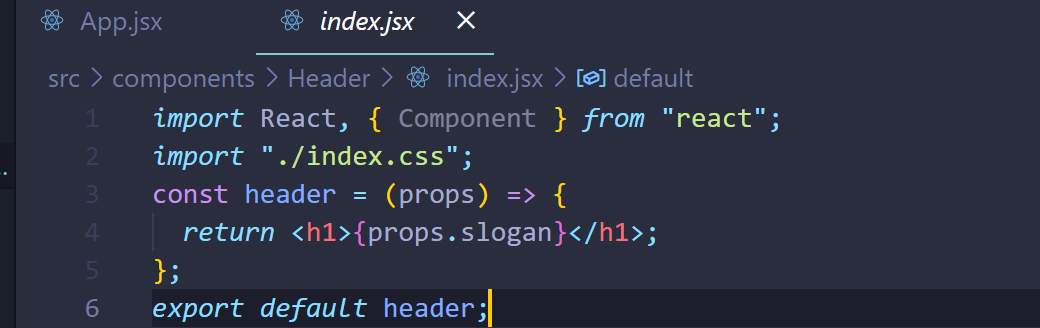 App.jsx index.jsx
src > components > Header > index.jsx > default
1 import React, { Component } from "react";
2 import "./index.css";
3 const header = (props) => {
4 return <h1>{props.slogan}</h1>;
5 };
6 export default header;